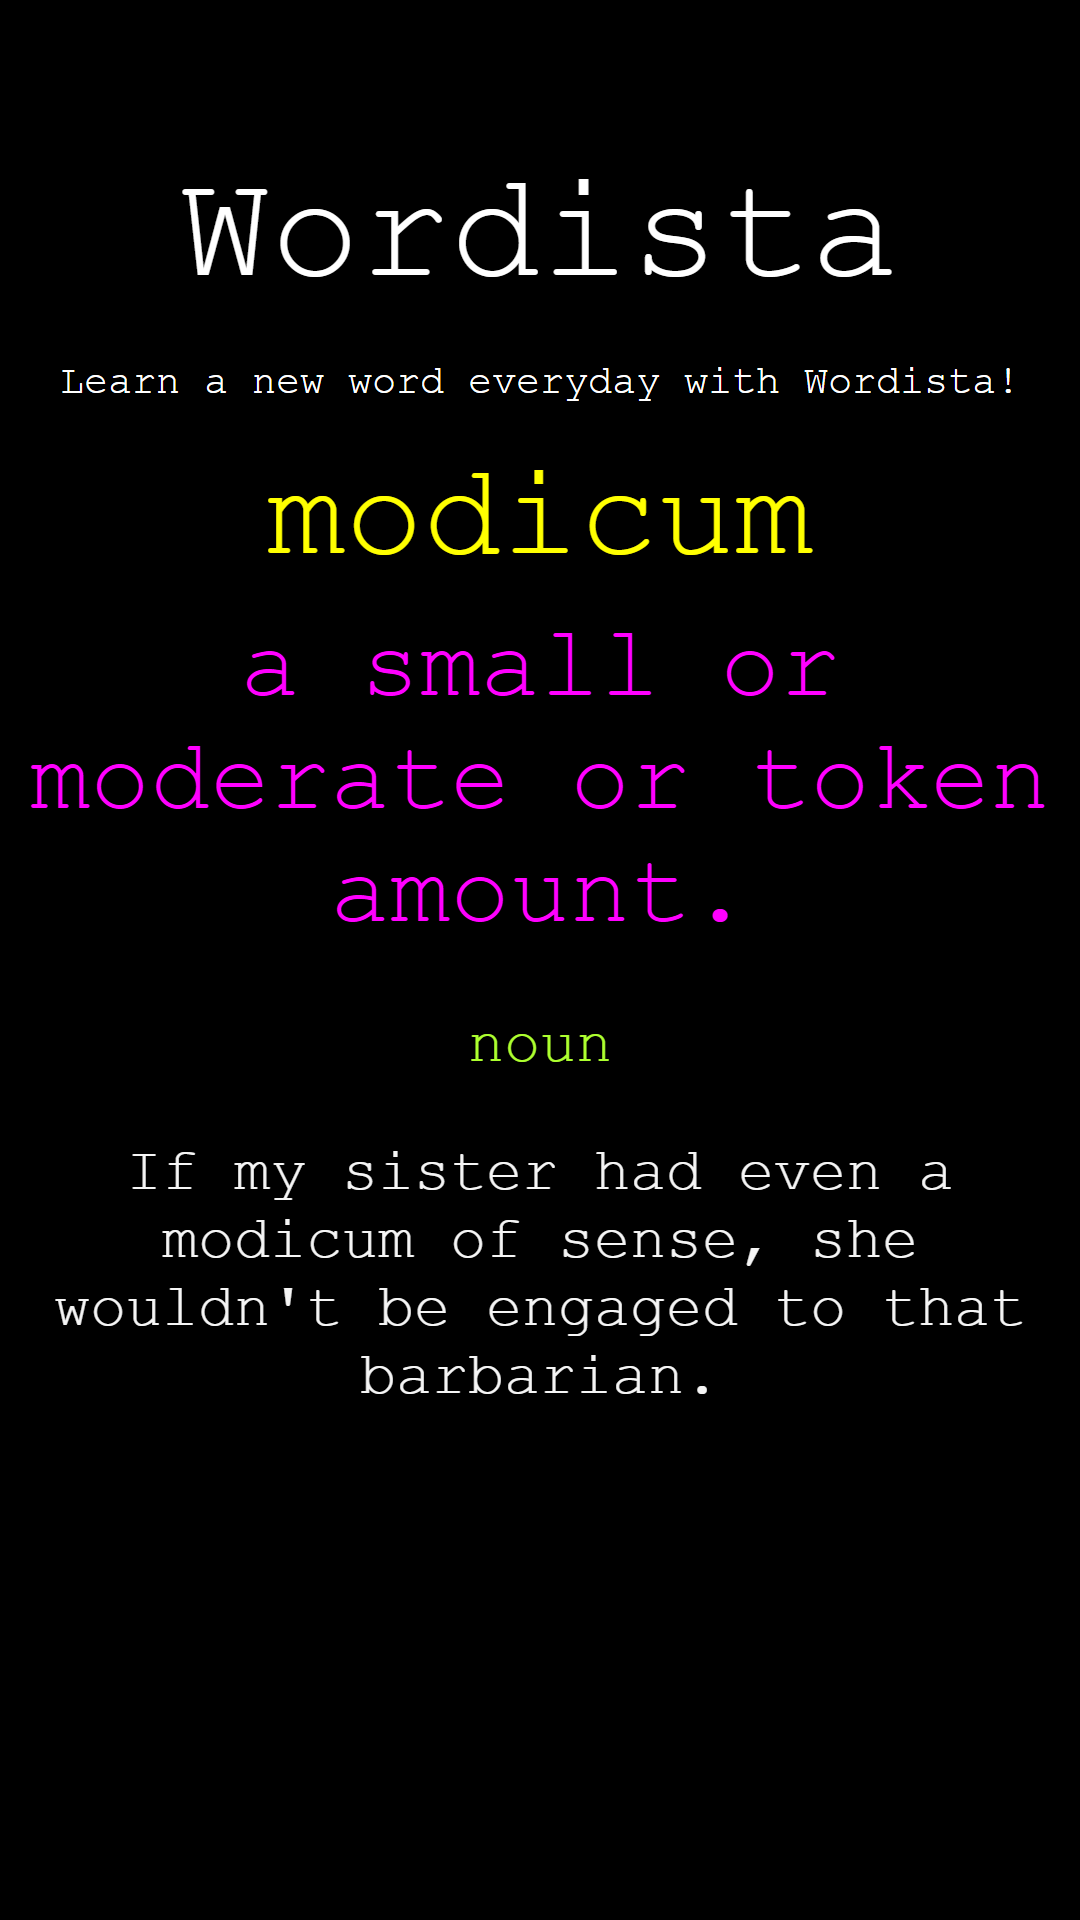 Wordista
Learn a new word everyday with Wordista!
modicum
a small or
moderate or token
amount.
noun
If my sister had even a
modicum of sense, she
wouldn't be engaged to that
barbarian.